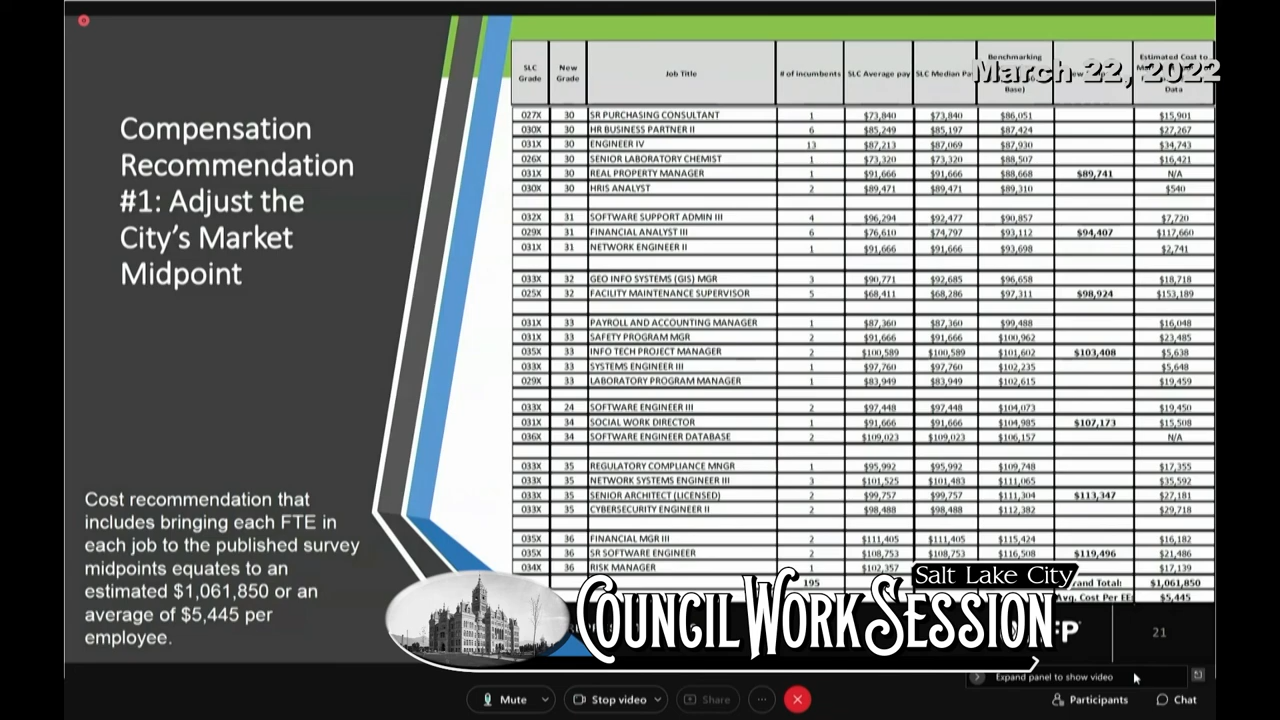 March 22, 2022
Compensation
Recommendation
#1: Adjust the
City's Market
Midpoint
Cost recommendation that
includes bringing each FTE in
each job to the published survey
midpoints equates to an
estimated $1,061,850 or an
average of $5,445 per
employee.
SLC Grade New Grade Job Title # of incumbents SLC Average pay SLC Median Benchmarking Base) Estimated Cost to Data
027X 30 SR PURCHASING CONSULTANT 1 $73,840 $73,840 $86,051 $15,901
030X 30 HR BUSINESS PARTNER II 6 $85,249 $85,197 $87,424 $27,267
031X 30 ENGINEER IV 13 $87,213 $87,069 $87,930 $34,743
026X 30 SENIOR LABORATORY CHEMIST 1 $73,320 $73,320 $88,507 $16,421
031X 30 REAL PROPERTY MANAGER 1 $91,666 $91,666 $88,668 $89,741 N/A
030X 30 HRIS ANALYST 2 $89,471 $89,471 $89,310 $540
032X 31 SOFTWARE SUPPORT ADMIN III 4 $96,294 $92,477 $90,857 $7,720
029X 31 FINANCIAL ANALYST III 6 $76,610 $74,797 $93,112 $94,407 $117,660
031X 31 NETWORK ENGINEER II 1 $91,666 $91,666 $93,698 $2,741
033X 32 GEO INFO SYSTEMS (GIS) MGR 3 $90,771 $92,685 $96,658 $18,718
025X 32 FACILITY MAINTENANCE SUPERVISOR 5 $68,411 $68,286 $97,311 $98,924 $153,189
031X 33 PAYROLL AND ACCOUNTING MANAGER 1 $87,360 $87,360 $99,488 $16,048
031X 33 SAFETY PROGRAM MGR 2 $91,666 $91,666 $100,962 $23,485
035X 33 INFO TECH PROJECT MANAGER 2 $100,589 $100,589 $101,602 $103,408 $5,638
033X 33 SYSTEMS ENGINEER III 1 $97,760 $97,760 $102,235 $5,648
029X 33 LABORATORY PROGRAM MANAGER 1 $83,949 $83,949 $102,615 $19,459
033X 24 SOFTWARE ENGINEER III 2 $97,448 $97,448 $104,073 $19,450
031X 34 SOCIAL WORK DIRECTOR 1 $91,666 $91,666 $104,985 $107,173 $15,508
036X 34 SOFTWARE ENGINEER DATABASE 2 $109,023 $109,023 $106,157 N/A
033X 35 REGULATORY COMPLIANCE MNGR 1 $95,992 $95,992 $109,748 $17,355
033X 35 NETWORK SYSTEMS ENGINEER III 3 $101,525 $101,483 $111,065 $35,592
033X 35 SENIOR ARCHITECT (LICENSED) 2 $99,757 $99,757 $111,304 $113,347 $27,181
033X 35 CYBERSECURITY ENGINEER II 2 $98,488 $98,488 $112,382 $29,718
035X 36 FINANCIAL MGR III 2 $111,405 $111,405 $115,424 $16,182
035X 36 SR SOFTWARE ENGINEER 2 $108,753 $108,753 $116,508 $119,496 $21,486
034X 36 RISK MANAGER 1 $102,357 $17,139
195 Total: $1,061,850
Avg. Cost Per EE: $5,445
Salt Lake City
COUNCIL WORK SESSION
21
Expand panel to show video
Mute
Stop video
Share
Participants
Chat